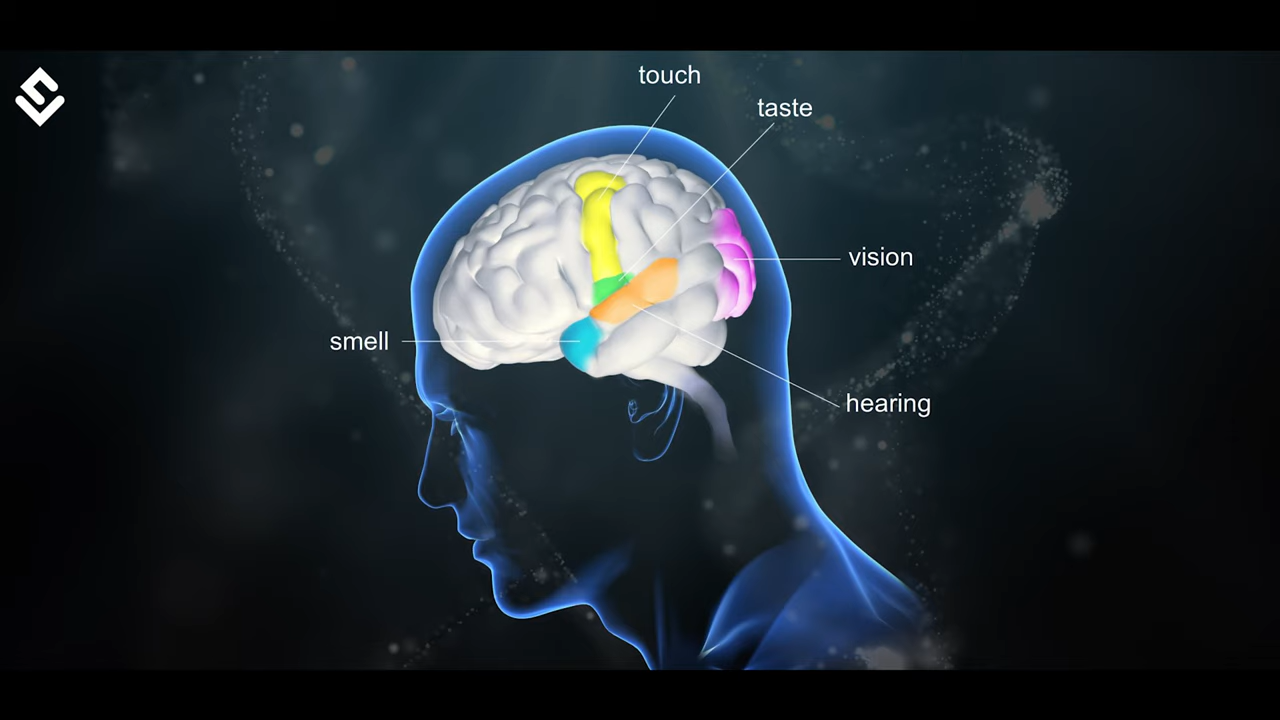 touch
taste
vision
smell
hearing